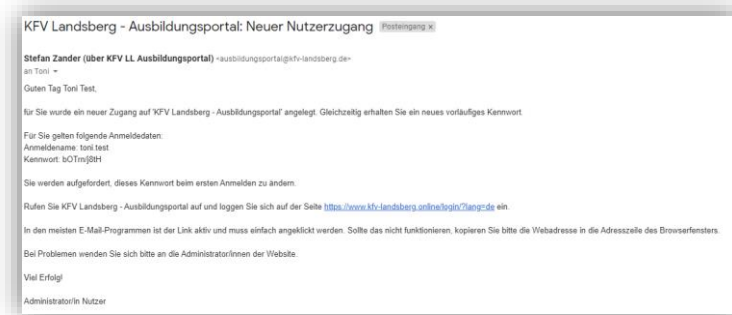 KFV Landsberg - Ausbildungsportal: Neuer Nutzerzugang Posteingang x
Stefan Zander (über KFV LL Ausbildungsportal) <ausbildungsportal@kfv-landsberg.de>
an Toni
Guten Tag Toni Test,
für Sie wurde ein neuer Zugang auf 'KFV Landsberg - Ausbildungsportal' angelegt. Gleichzeitig erhalten Sie ein neues vorläufiges Kennwort.
Für Sie gelten folgende Anmeldedaten:
Anmeldename: toni.test
Kennwort:
Sie werden aufgefordert, dieses Kennwort beim ersten Anmelden zu ändern.
Rufen Sie KFV Landsberg - Ausbildungsportal auf und loggen Sie sich auf der Seite https://www.kfv-landsberg.online/login/?lang=de ein.
In den meisten E-Mail-Programmen ist der Link aktiv und muss einfach angeklickt werden. Sollte das nicht funktionieren, kopieren Sie bitte die Webadresse in die Adresszeile des Browserfensters.
Bei Problemen wenden Sie sich bitte an die Administrator/innen der Website.
Viel Erfolg!
Administrator/in Nutzer